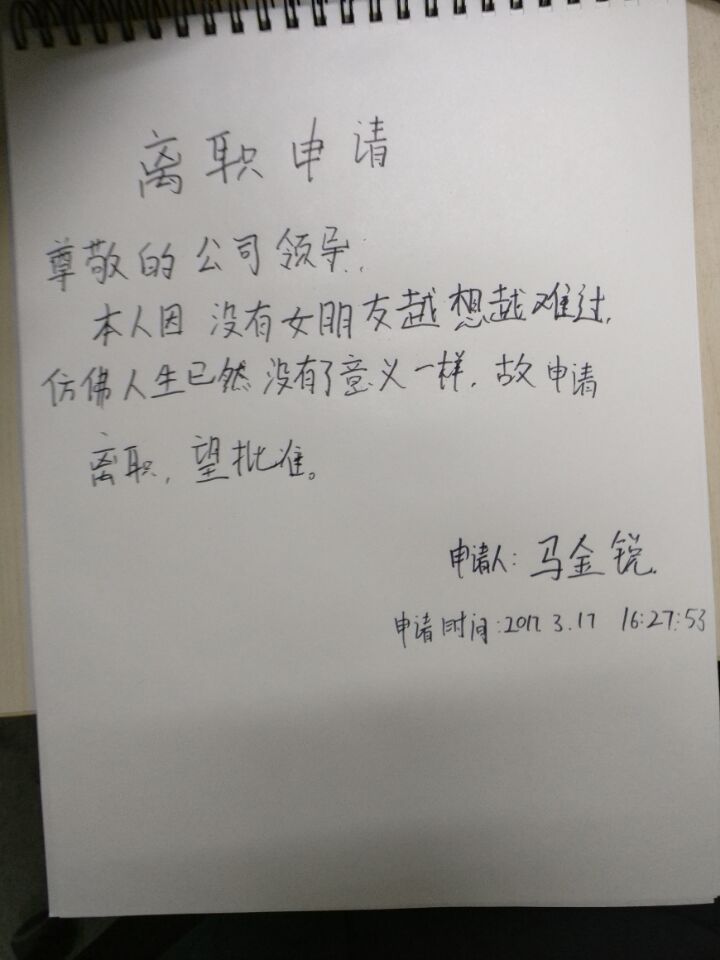 离职申请
尊敬的公司领导:
本人因没有女朋友越想越难过,
仿佛人生已然没有了意义一样,故申请
离职,望批准。
申请人:马金锐
申请时间:2017.3.17 16:27:53